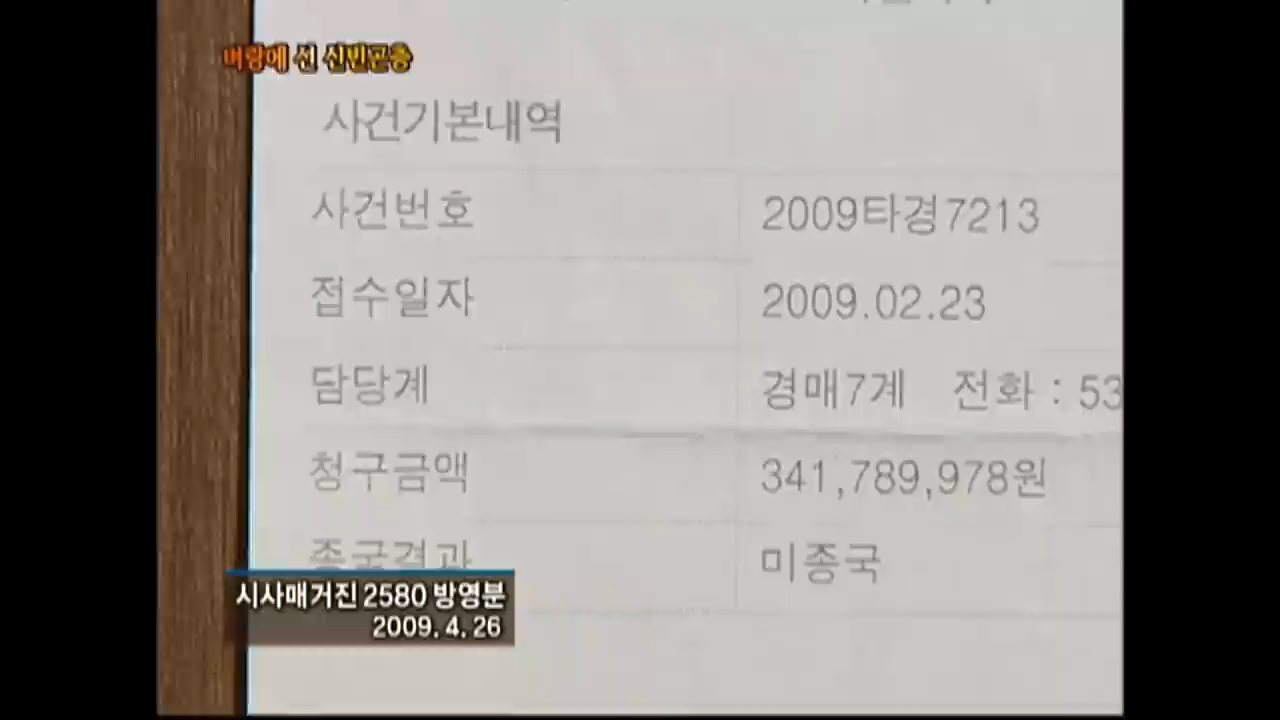 벼랑에 선 신빈곤층
사건기본내역
사건번호 2009타경7213
접수일자 2009.02.23
담당계 경매7계 전화 : 53
청구금액 341,789,978원
종국결과 미종국
시사매거진 2580 방영분
2009. 4. 26